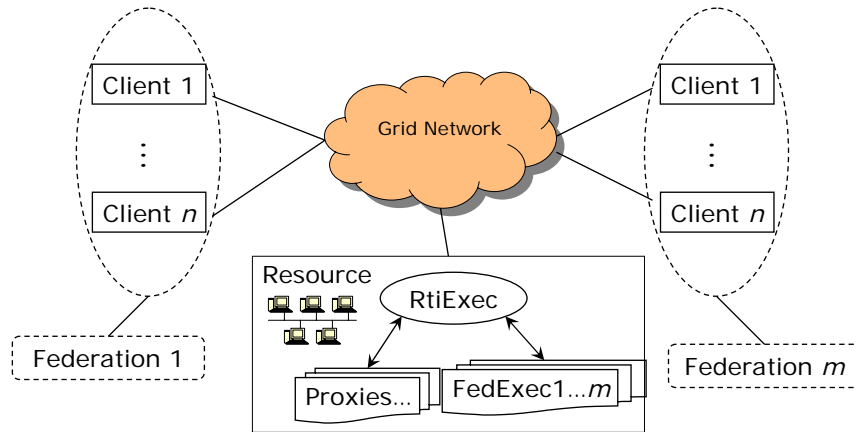 Client 1
...
Client n
Federation 1
Grid Network
Client 1
...
Client n
Federation m
Resource
RtiExec
Proxies...
FedExec1...m